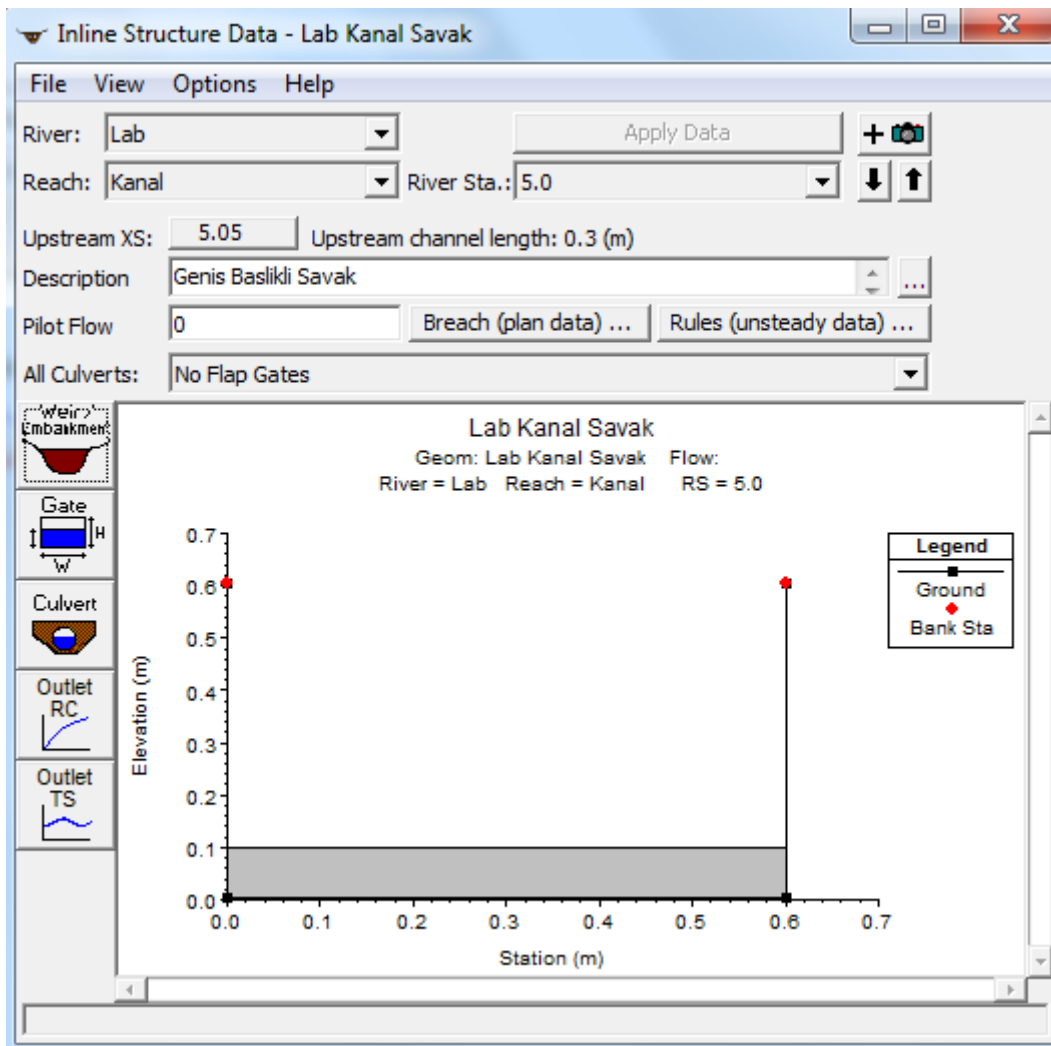 Inline Structure Data - Lab Kanal Savak
File View Options Help
River: Lab Apply Data +
Reach: Kanal River Sta.: 5.0
Upstream XS: 5.05 Upstream channel length: 0.3 (m)
Description Genis Baslikli Savak ...
Pilot Flow 0 Breach (plan data) ... Rules (unsteady data) ...
All Culverts: No Flap Gates
Weir/
Embankment
Gate
H
W
Culvert
Outlet
RC
Outlet
TS
Lab Kanal Savak
Geom: Lab Kanal Savak Flow:
River = Lab Reach = Kanal RS = 5.0
0.7
0.6
0.5
0.4
0.3
0.2
0.1
0.0
Elevation (m)
0.0 0.1 0.2 0.3 0.4 0.5 0.6 0.7
Station (m)
Legend
Ground
Bank Sta